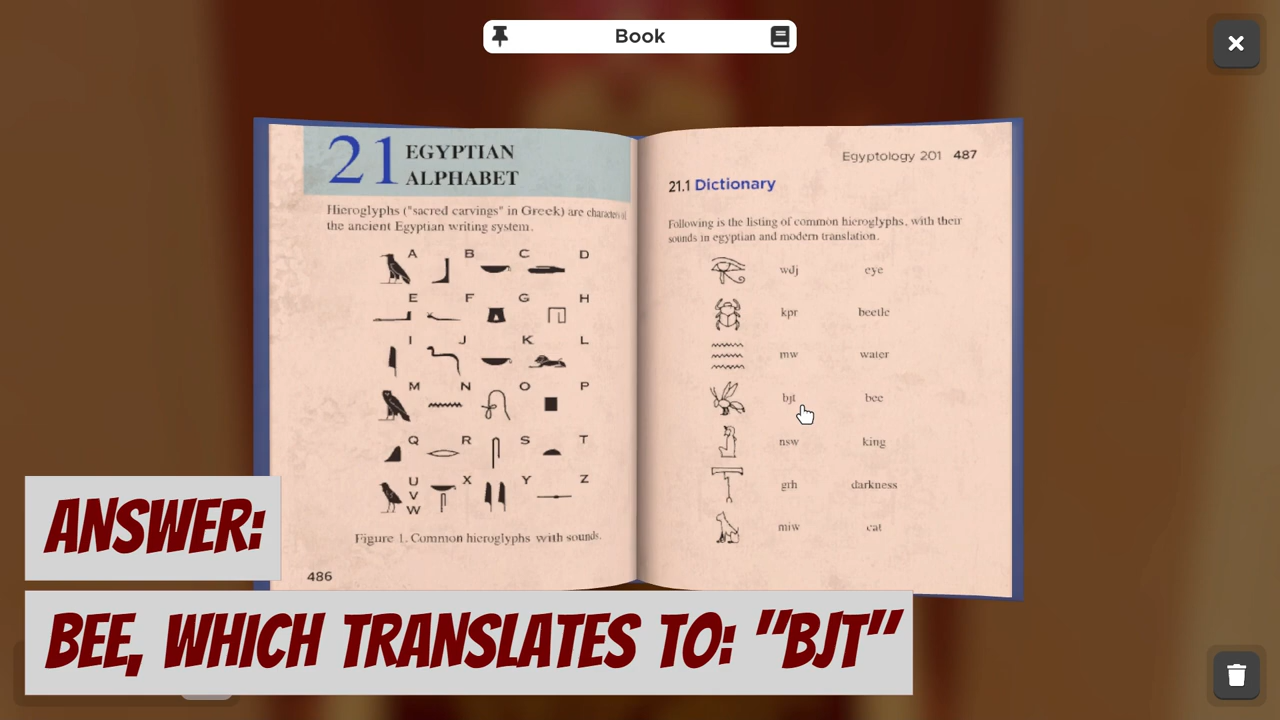 Book
21 EGYPTIAN
ALPHABET
Hieroglyphs ("sacred carvings" in Greek) are characters of
the ancient Egyptian writing system.
A B C D
E F G H
I J K L
M N O P
Q R S T
U X Y Z
V
W
Figure 1. Common hieroglyphs with sounds.
486
Egyptology 201 487
21.1 Dictionary
Following is the listing of common hieroglyphs, with their
sounds in egyptian and modern translation.
wdj eye
kpr beetle
mw water
bjt bee
nsw king
grh darkness
miw cat
ANSWER:
BEE, WHICH TRANSLATES TO: "BJT"